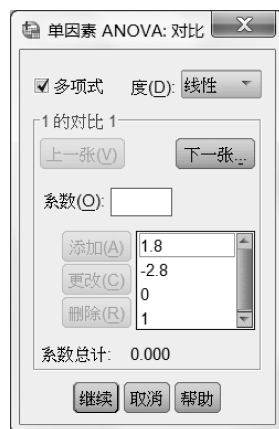 单因素 ANOVA: 对比
多项式 度(D): 线性
1 的对比 1
上一张(V) 下一张...
系数(O):
添加(A) 1.8
更改(C) -2.8
删除(R) 0
1
系数总计: 0.000
继续 取消 帮助